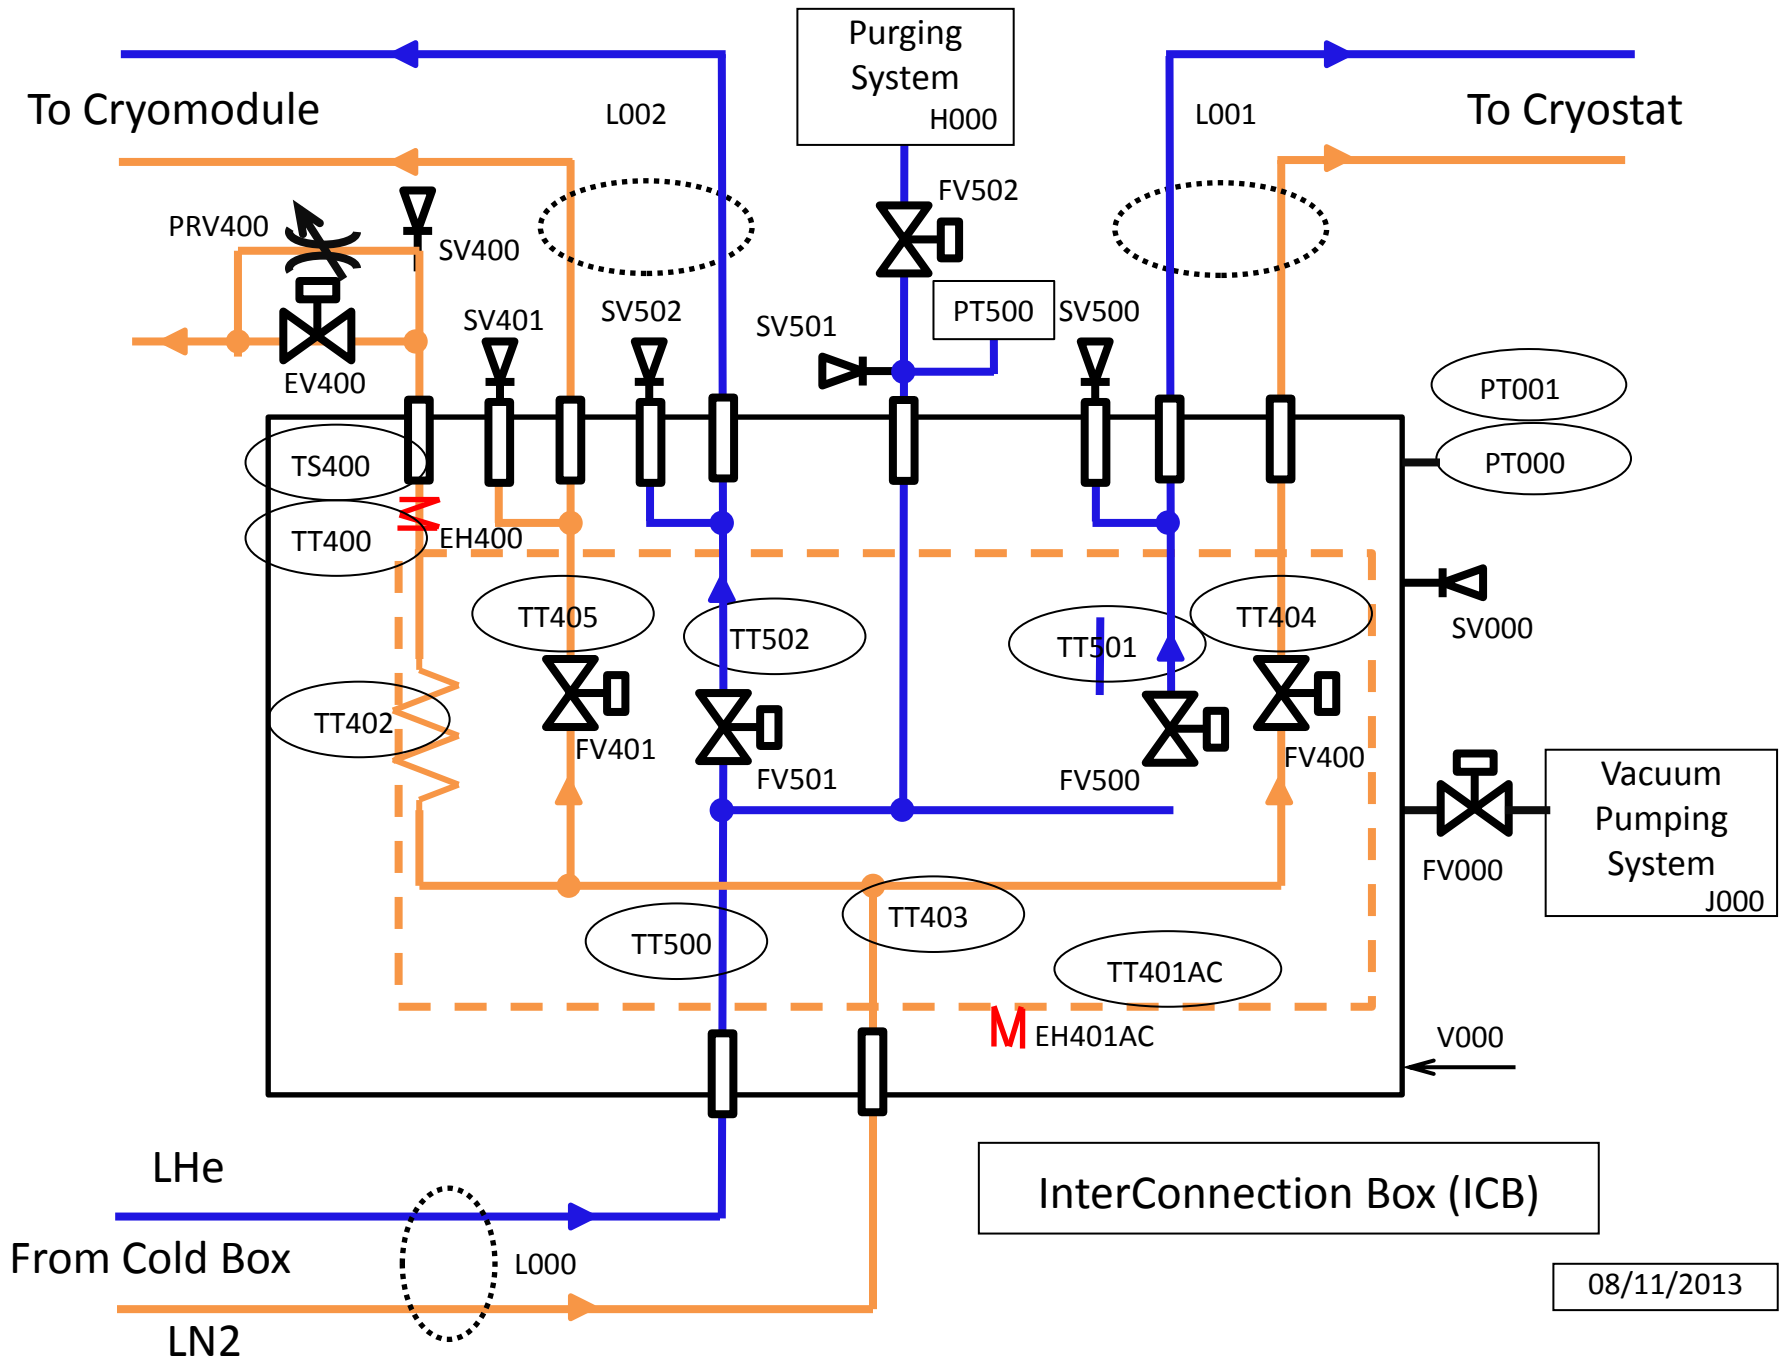 Purging
System
H000
To Cryomodule
L002
L001
To Cryostat
FV502
PRV400
SV400
SV401
SV502
SV501
PT500
SV500
EV400
PT001
PT000
TS400
TT400
EH400
TT405
TT502
TT501
TT404
SV000
TT402
FV401
FV501
FV500
FV400
Vacuum
Pumping
System
J000
FV000
TT403
TT500
TT401AC
EH401AC
V000
LHe
InterConnection Box (ICB)
From Cold Box
L000
08/11/2013
LN2